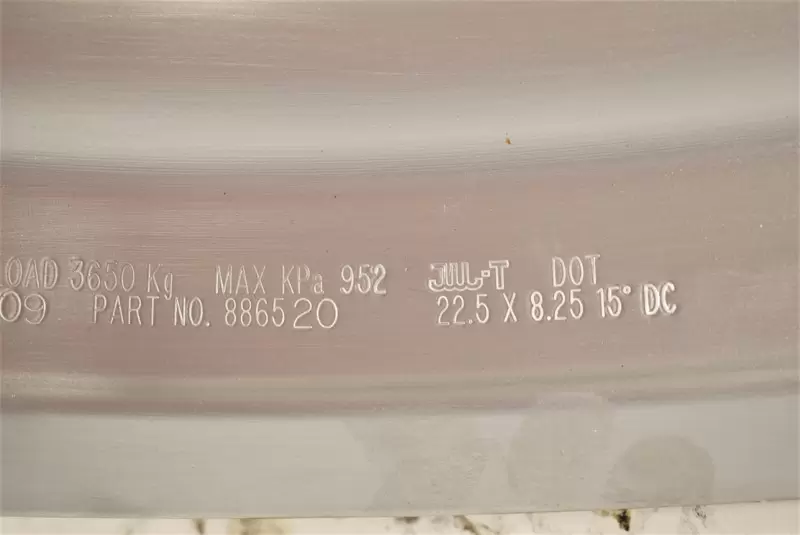 OAD 3650 Kg MAX KPa 952 JWL-T DOT
09 PART NO. 886520 22.5 X 8.25 15° DC